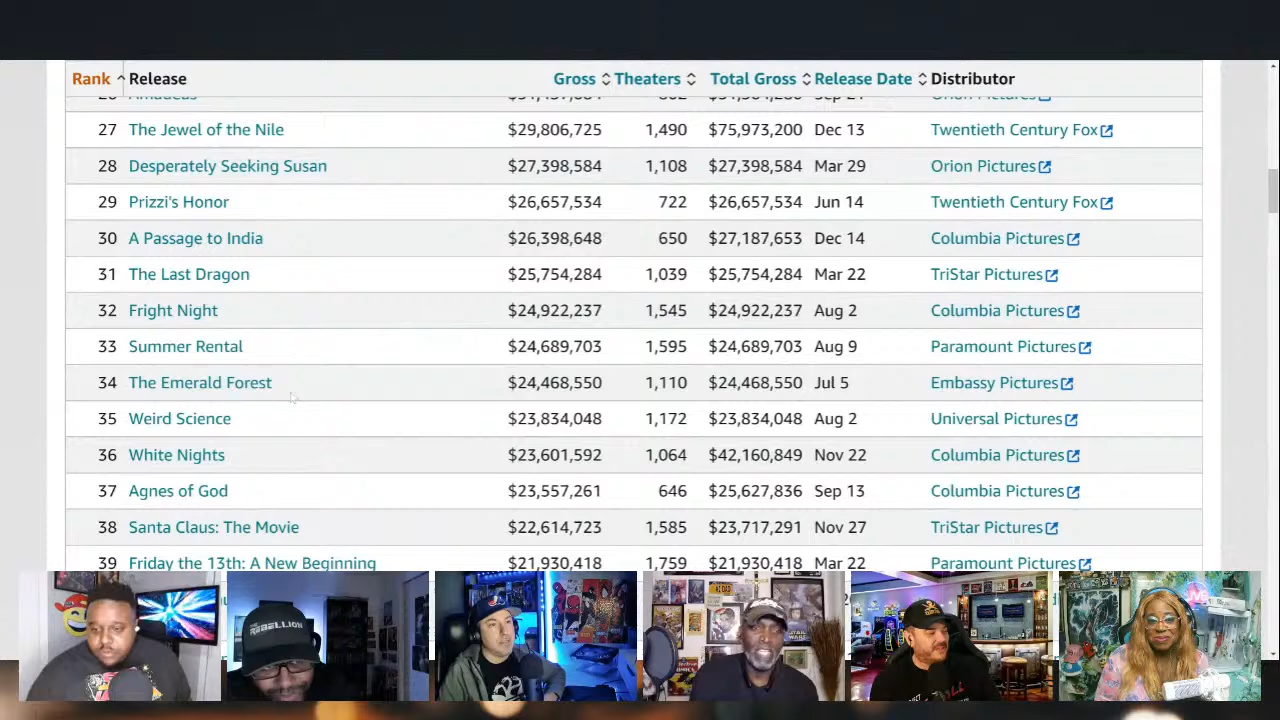 Rank Release Gross Theaters Total Gross Release Date Distributor
27 The Jewel of the Nile $29,806,725 1,490 $75,973,200 Dec 13 Twentieth Century Fox
28 Desperately Seeking Susan $27,398,584 1,108 $27,398,584 Mar 29 Orion Pictures
29 Prizzi's Honor $26,657,534 722 $26,657,534 Jun 14 Twentieth Century Fox
30 A Passage to India $26,398,648 650 $27,187,653 Dec 14 Columbia Pictures
31 The Last Dragon $25,754,284 1,039 $25,754,284 Mar 22 TriStar Pictures
32 Fright Night $24,922,237 1,545 $24,922,237 Aug 2 Columbia Pictures
33 Summer Rental $24,689,703 1,595 $24,689,703 Aug 9 Paramount Pictures
34 The Emerald Forest $24,468,550 1,110 $24,468,550 Jul 5 Embassy Pictures
35 Weird Science $23,834,048 1,172 $23,834,048 Aug 2 Universal Pictures
36 White Nights $23,601,592 1,064 $42,160,849 Nov 22 Columbia Pictures
37 Agnes of God $23,557,261 646 $25,627,836 Sep 13 Columbia Pictures
38 Santa Claus: The Movie $22,614,723 1,585 $23,717,291 Nov 27 TriStar Pictures
39 Friday the 13th: A New Beginning $21,930,418 1,759 $21,930,418 Mar 22 Paramount Pictures
REBELLION
STAR
WARS